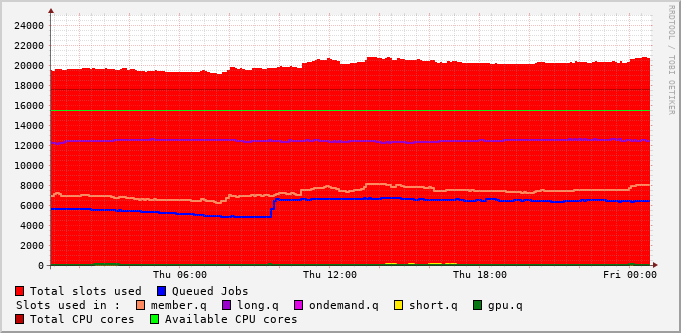 24000
22000
20000
18000
16000
14000
12000
10000
8000
6000
4000
2000
0
Thu 06:00 Thu 12:00 Thu 18:00 Fri 00:00
Total slots used Queued Jobs
Slots used in : member.q long.q ondemand.q short.q gpu.q
Total CPU cores Available CPU cores
RRDTOOL / TOBI OETIKER